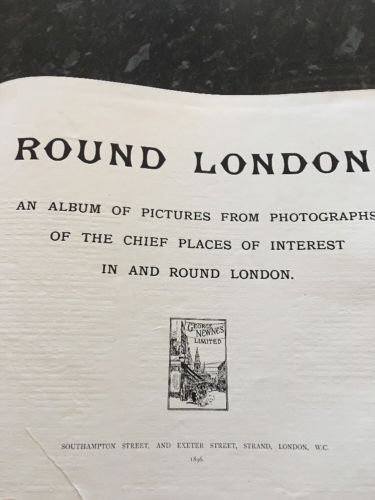 ROUND LONDON
AN ALBUM OF PICTURES FROM PHOTOGRAPHS
OF THE CHIEF PLACES OF INTEREST
IN AND ROUND LONDON.
GEORGE
NEWNES
LIMITED
SOUTHAMPTON STREET, AND EXETER STREET, STRAND, LONDON, W.C.
1896